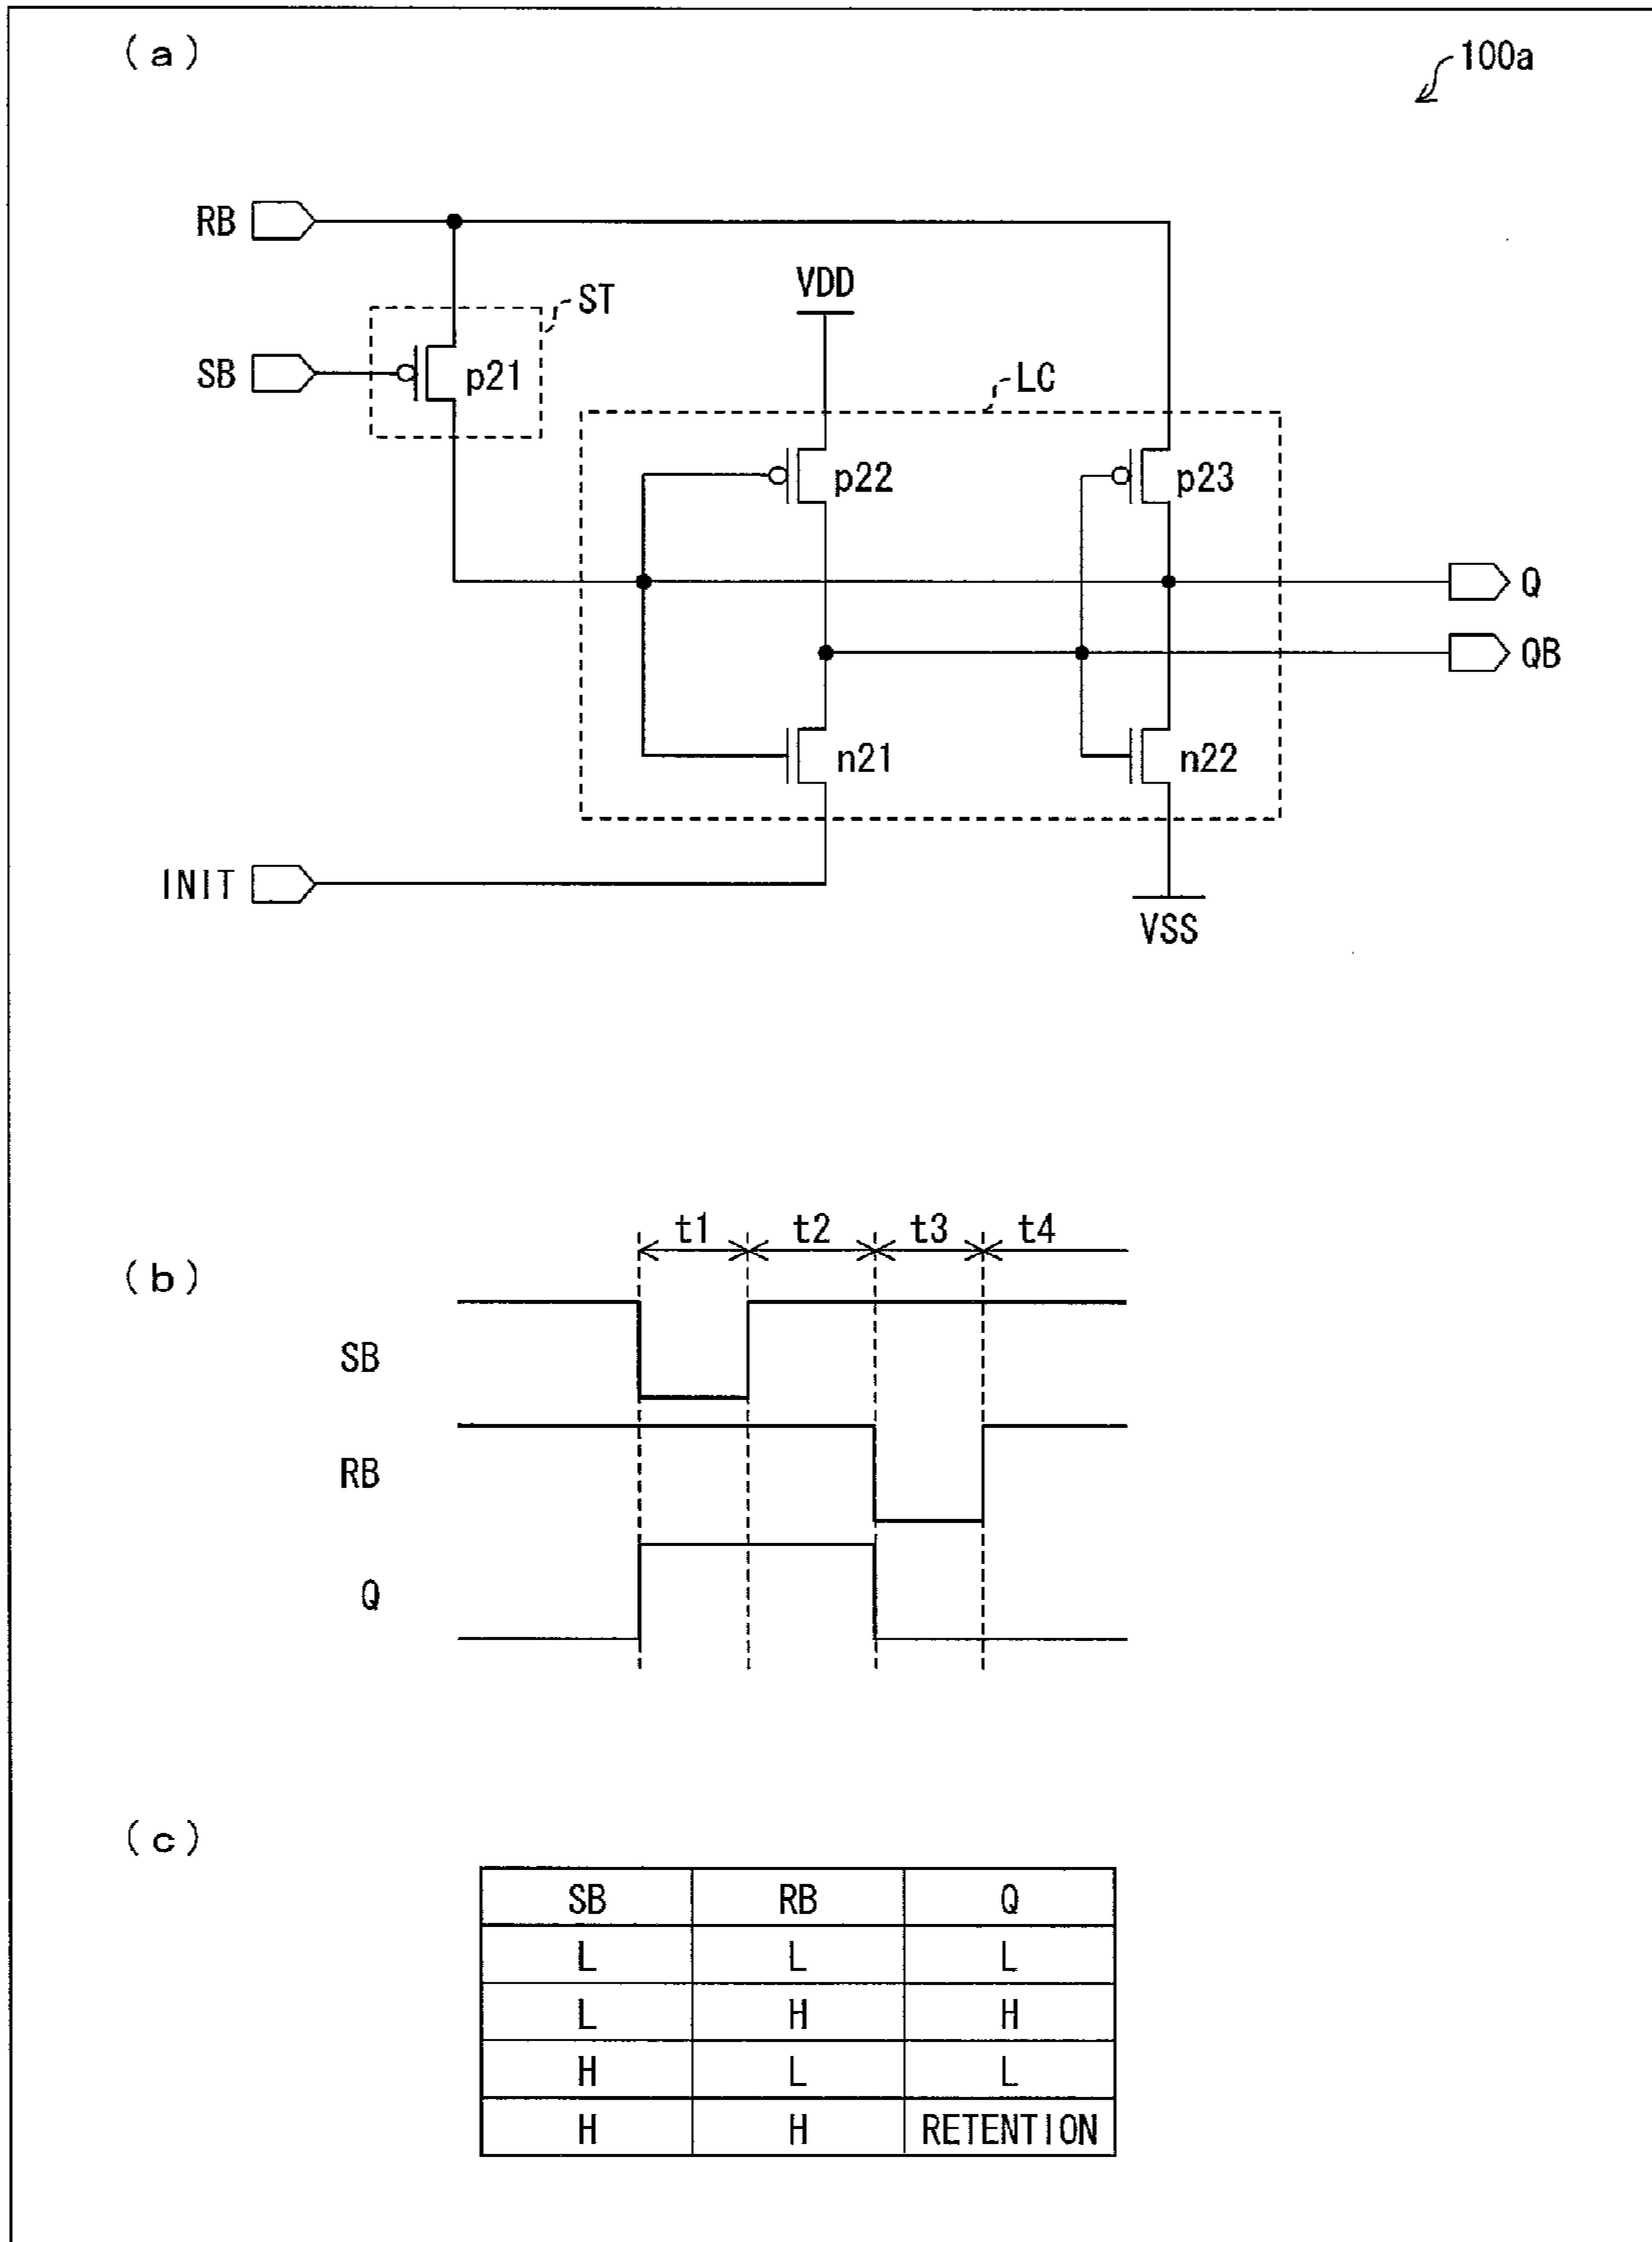 (a)
100a
RB
VDD
ST
SB
p21
LC
p22
p23
Q
QB
n21
n22
INIT
VSS
t1 t2 t3 t4
(b)
SB
RB
Q
(c)
SB RB Q
L L L
L H H
H L L
H H RETENTION